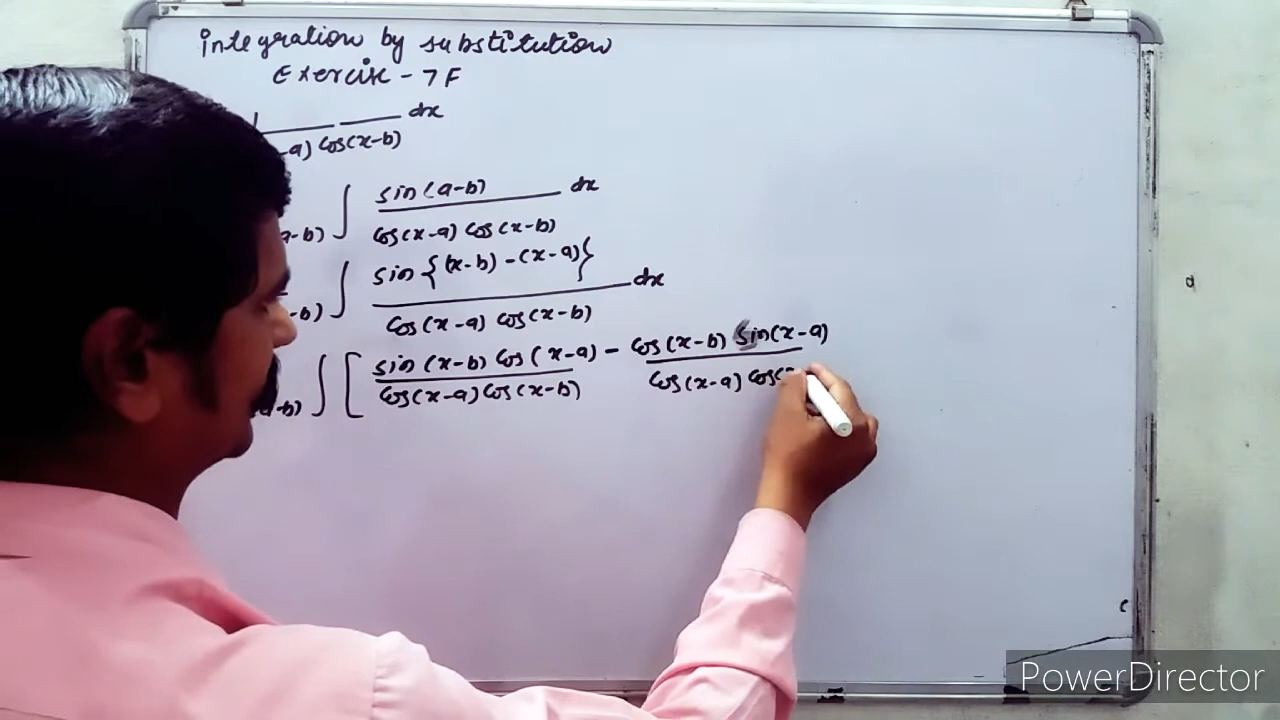 integration by substitution
Exercise - 7F
dx
-a) cos(x-b)
sin(a-b) dx
a-b) ∫ cos(x-a) cos(x-b)
sin{(x-b) -(x-a)} dx
-b) ∫ cos(x-a) cos(x-b)
∫ [ sin(x-b) cos(x-a) - cos(x-b) sin(x-a)
a-b) cos(x-a) cos(x-b) cos(x-a) cos(
PowerDirector